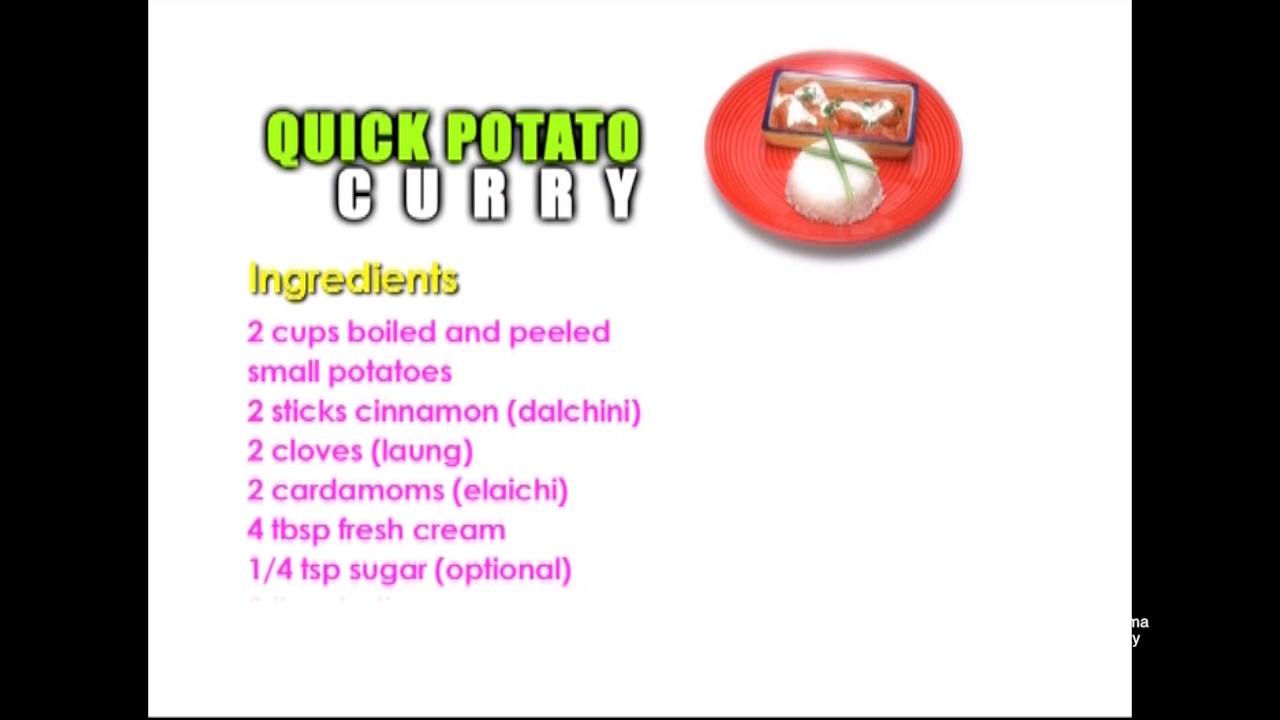 QUICK POTATO
CURRY
Ingredients
2 cups boiled and peeled
small potatoes
2 sticks cinnamon (dalchini)
2 cloves (laung)
2 cardamoms (elaichi)
4 tbsp fresh cream
1/4 tsp sugar (optional)